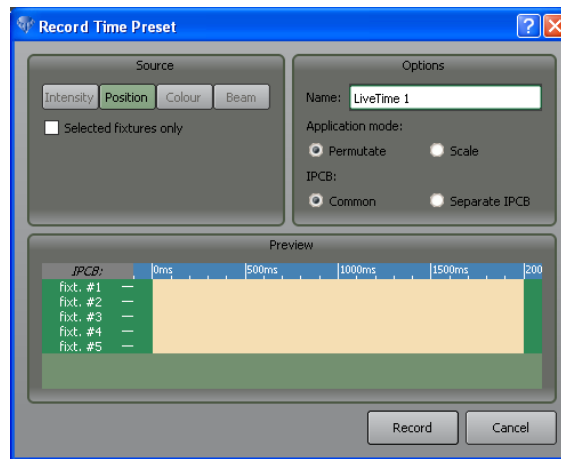 Record Time Preset
Source
Intensity Position Colour Beam
Selected fixtures only
Options
Name: LiveTime 1
Application mode:
Permutate Scale
IPCB:
Common Separate IPCB
Preview
IPCB: 0ms 500ms 1000ms 1500ms 200
fixt. #1 —
fixt. #2 —
fixt. #3 —
fixt. #4 —
fixt. #5 —
Record Cancel